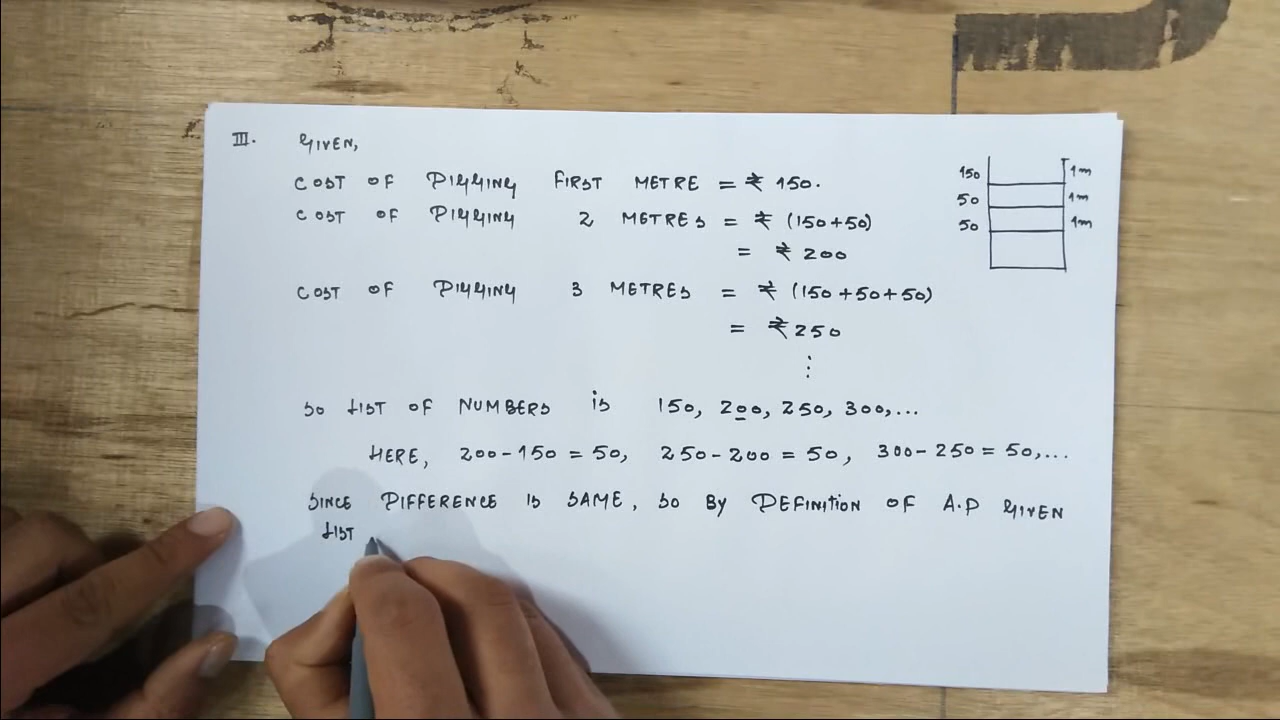 III. GIVEN,
COST OF DIGGING FIRST METRE = ₹ 150.
COST OF DIGGING 2 METRES = ₹ (150+50)
= ₹ 200
COST OF DIGGING 3 METRES = ₹ (150+50+50)
= ₹ 250
⋮
SO LIST OF NUMBERS IS 150, 200, 250, 300,...
HERE, 200-150 = 50, 250-200 = 50, 300-250 = 50,...
SINCE DIFFERENCE IS SAME, SO BY DEFINITION OF A.P GIVEN
LIST
150 1m
50 1m
50 1m